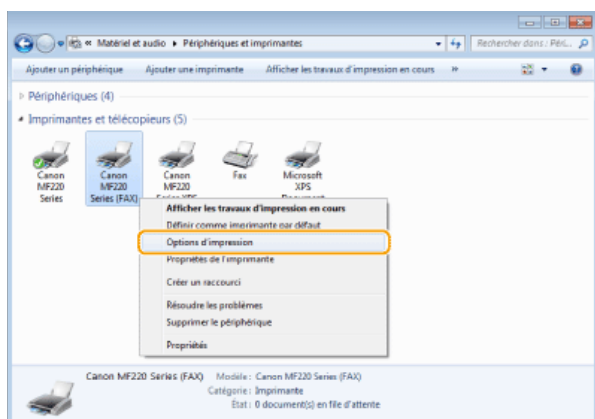 « Matériel et audio ▸ Périphériques et imprimantes
Rechercher dans : Péri...
Ajouter un périphérique Ajouter une imprimante Afficher les travaux d'impression en cours »
Périphériques (4)
Imprimantes et télécopieurs (5)
Canon MF220 Series
Canon MF220 Series (FAX)
Canon MF220 Series XPS
Fax
Microsoft XPS Document
Afficher les travaux d'impression en cours
Définir comme imprimante par défaut
Options d'impression
Propriétés de l'imprimante
Créer un raccourci
Résoudre les problèmes
Supprimer le périphérique
Propriétés
Canon MF220 Series (FAX) Modèle : Canon MF220 Series (FAX)
Catégorie : Imprimante
État : 0 document(s) en file d'attente